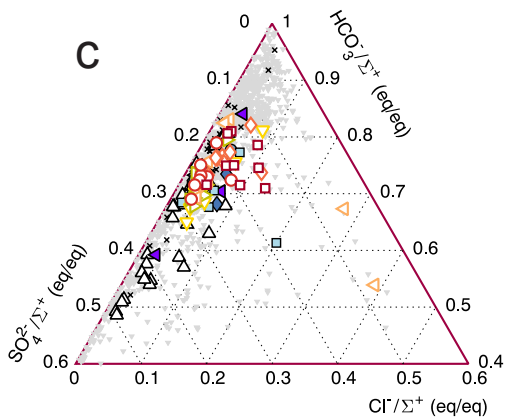 C
0 1
HCO₃⁻/Σ⁺ (eq/eq)
0.1 0.9
0.2 0.8
0.3 0.7
0.4 0.6
0.5 0.5
0.6 0.4
SO₄²⁻/Σ⁺ (eq/eq)
0 0.1 0.2 0.3 0.4 0.5 0.6
Cl⁻/Σ⁺ (eq/eq)